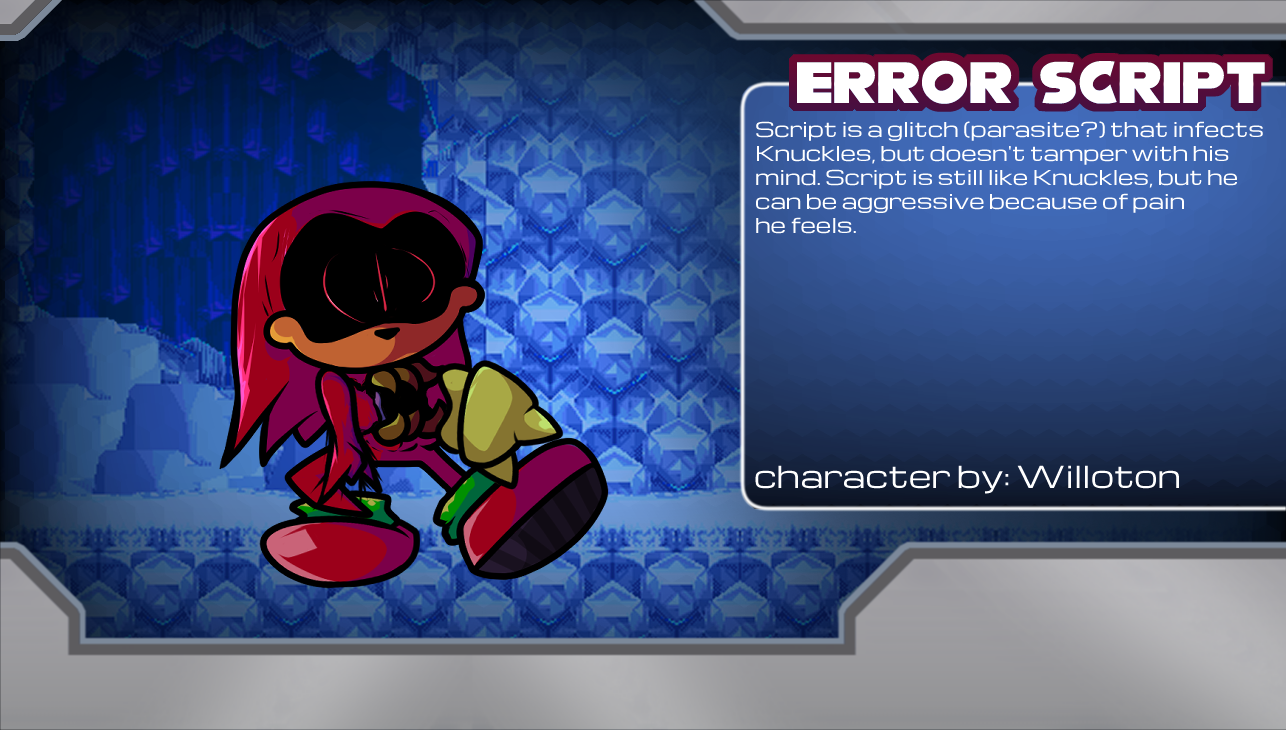 ERROR SCRIPT
Script is a glitch (parasite?) that infects
Knuckles, but doesn't tamper with his
mind. Script is still like Knuckles, but he
can be aggressive because of pain
he feels.
character by: Willoton